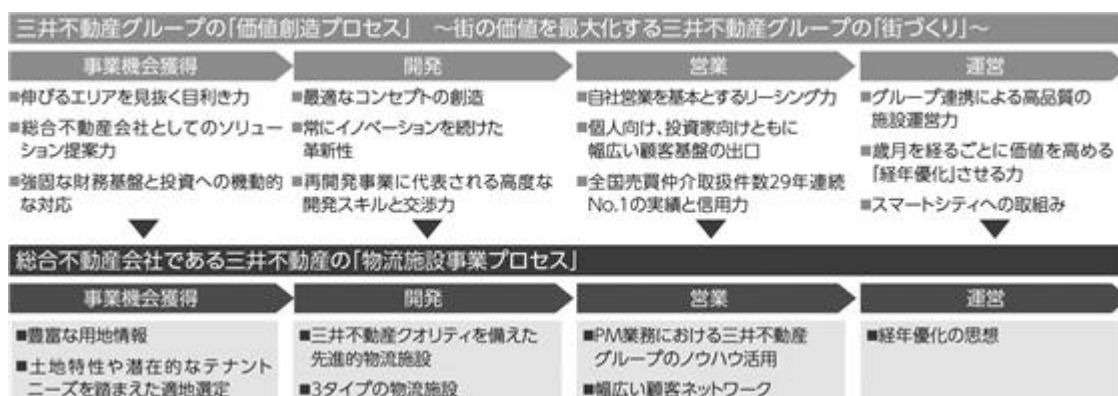 三井不動産グループの「価値創造プロセス」 〜街の価値を最大化する三井不動産グループの「街づくり」〜
事業機会獲得
■伸びるエリアを見抜く目利き力
■総合不動産会社としてのソリュー
ション提案力
■強固な財務基盤と投資への機動的
な対応
開発
■最適なコンセプトの創造
■常にイノベーションを続けた
革新性
■再開発事業に代表される高度な
開発スキルと交渉力
営業
■自社営業を基本とするリーシング力
■個人向け、投資家向けともに
幅広い顧客基盤の出口
■全国売買仲介取扱件数29年連続
No.1の実績と信用力
運営
■グループ連携による高品質の
施設運営力
■歳月を経るごとに価値を高める
「経年優化」させる力
■スマートシティへの取組み
総合不動産会社である三井不動産の「物流施設事業プロセス」
事業機会獲得
■豊富な用地情報
■土地特性や潜在的なテナント
ニーズを踏まえた適地選定
開発
■三井不動産クオリティを備えた
先進的物流施設
■3タイプの物流施設
営業
■PM業務における三井不動産
グループのノウハウ活用
■幅広い顧客ネットワーク
運営
■経年優化の思想